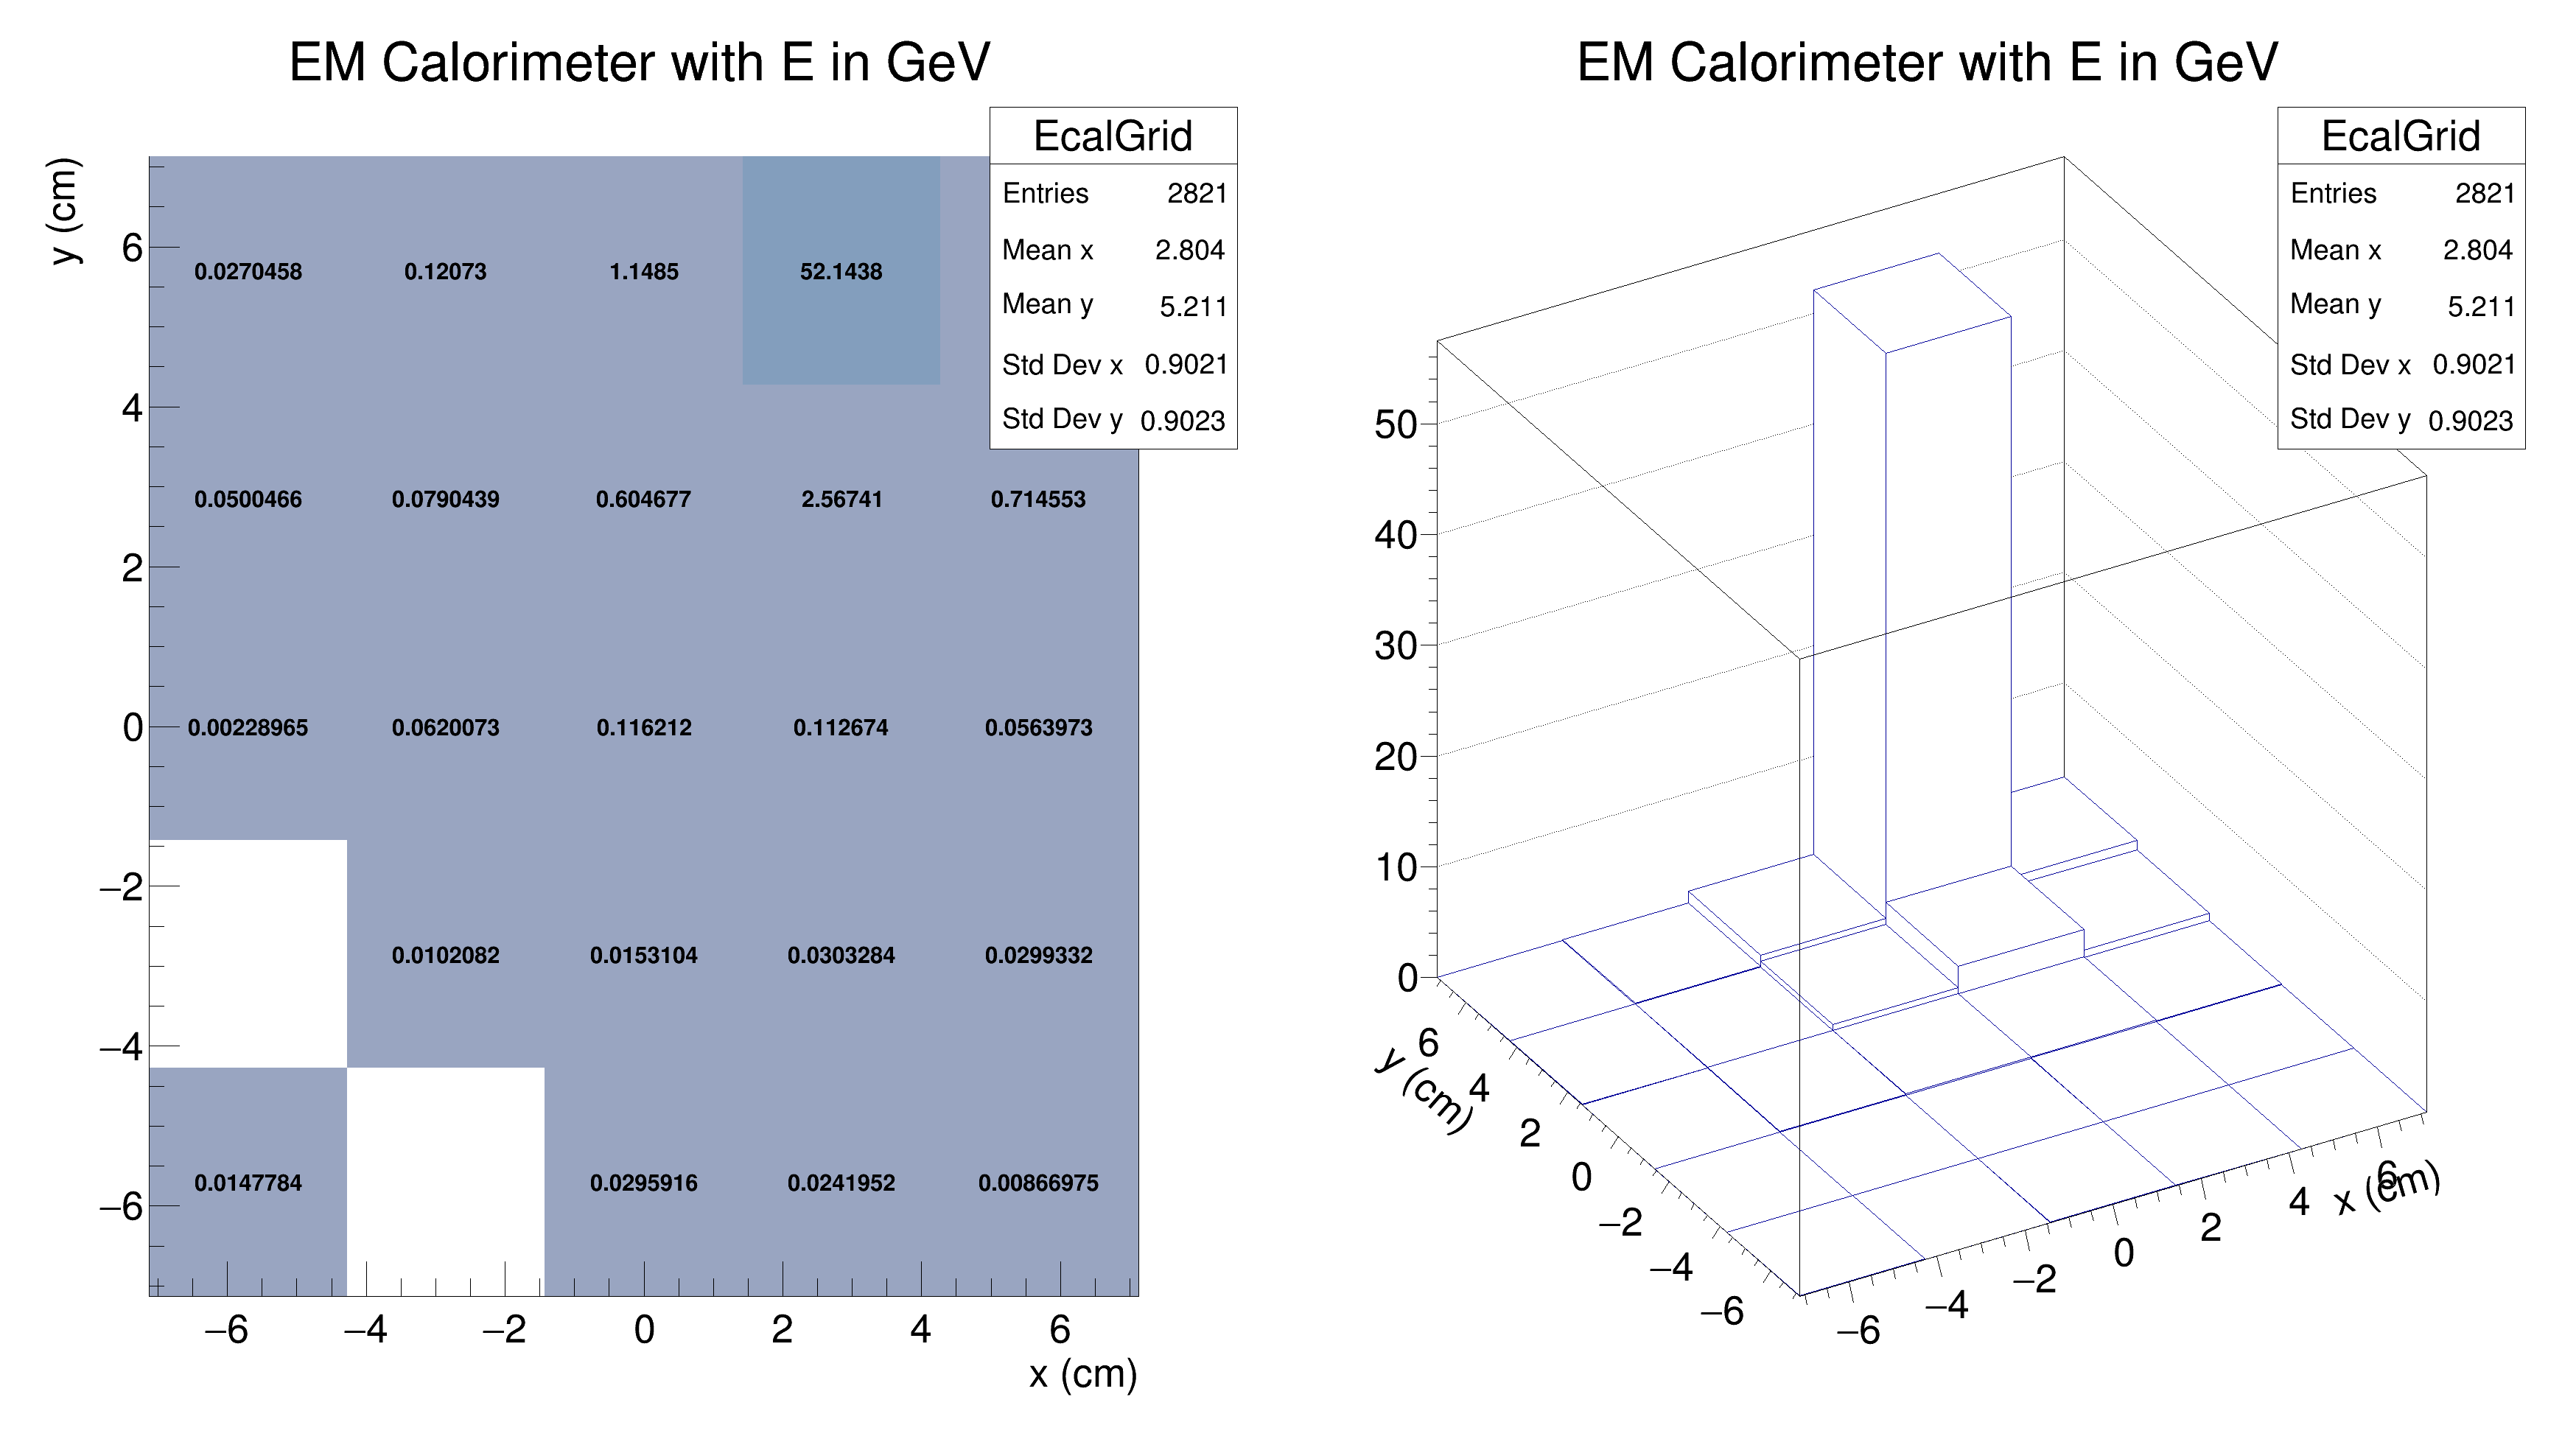 EM Calorimeter with E in GeV
EcalGrid
Entries 2821
Mean x 2.804
Mean y 5.211
Std Dev x 0.9021
Std Dev y 0.9023
y (cm)
6
4
2
0
−2
−4
−6
0.0270458 0.12073 1.1485 52.1438
0.0500466 0.0790439 0.604677 2.56741 0.714553
0.00228965 0.0620073 0.116212 0.112674 0.0563973
0.0102082 0.0153104 0.0303284 0.0299332
0.0147784 0.0295916 0.0241952 0.00866975
−6 −4 −2 0 2 4 6
x (cm)
EM Calorimeter with E in GeV
EcalGrid
Entries 2821
Mean x 2.804
Mean y 5.211
Std Dev x 0.9021
Std Dev y 0.9023
50
40
30
20
10
0
6
4
2
0
−2
−4
−6
y (cm)
−6
−4
−2
0
2
4
6
x (cm)